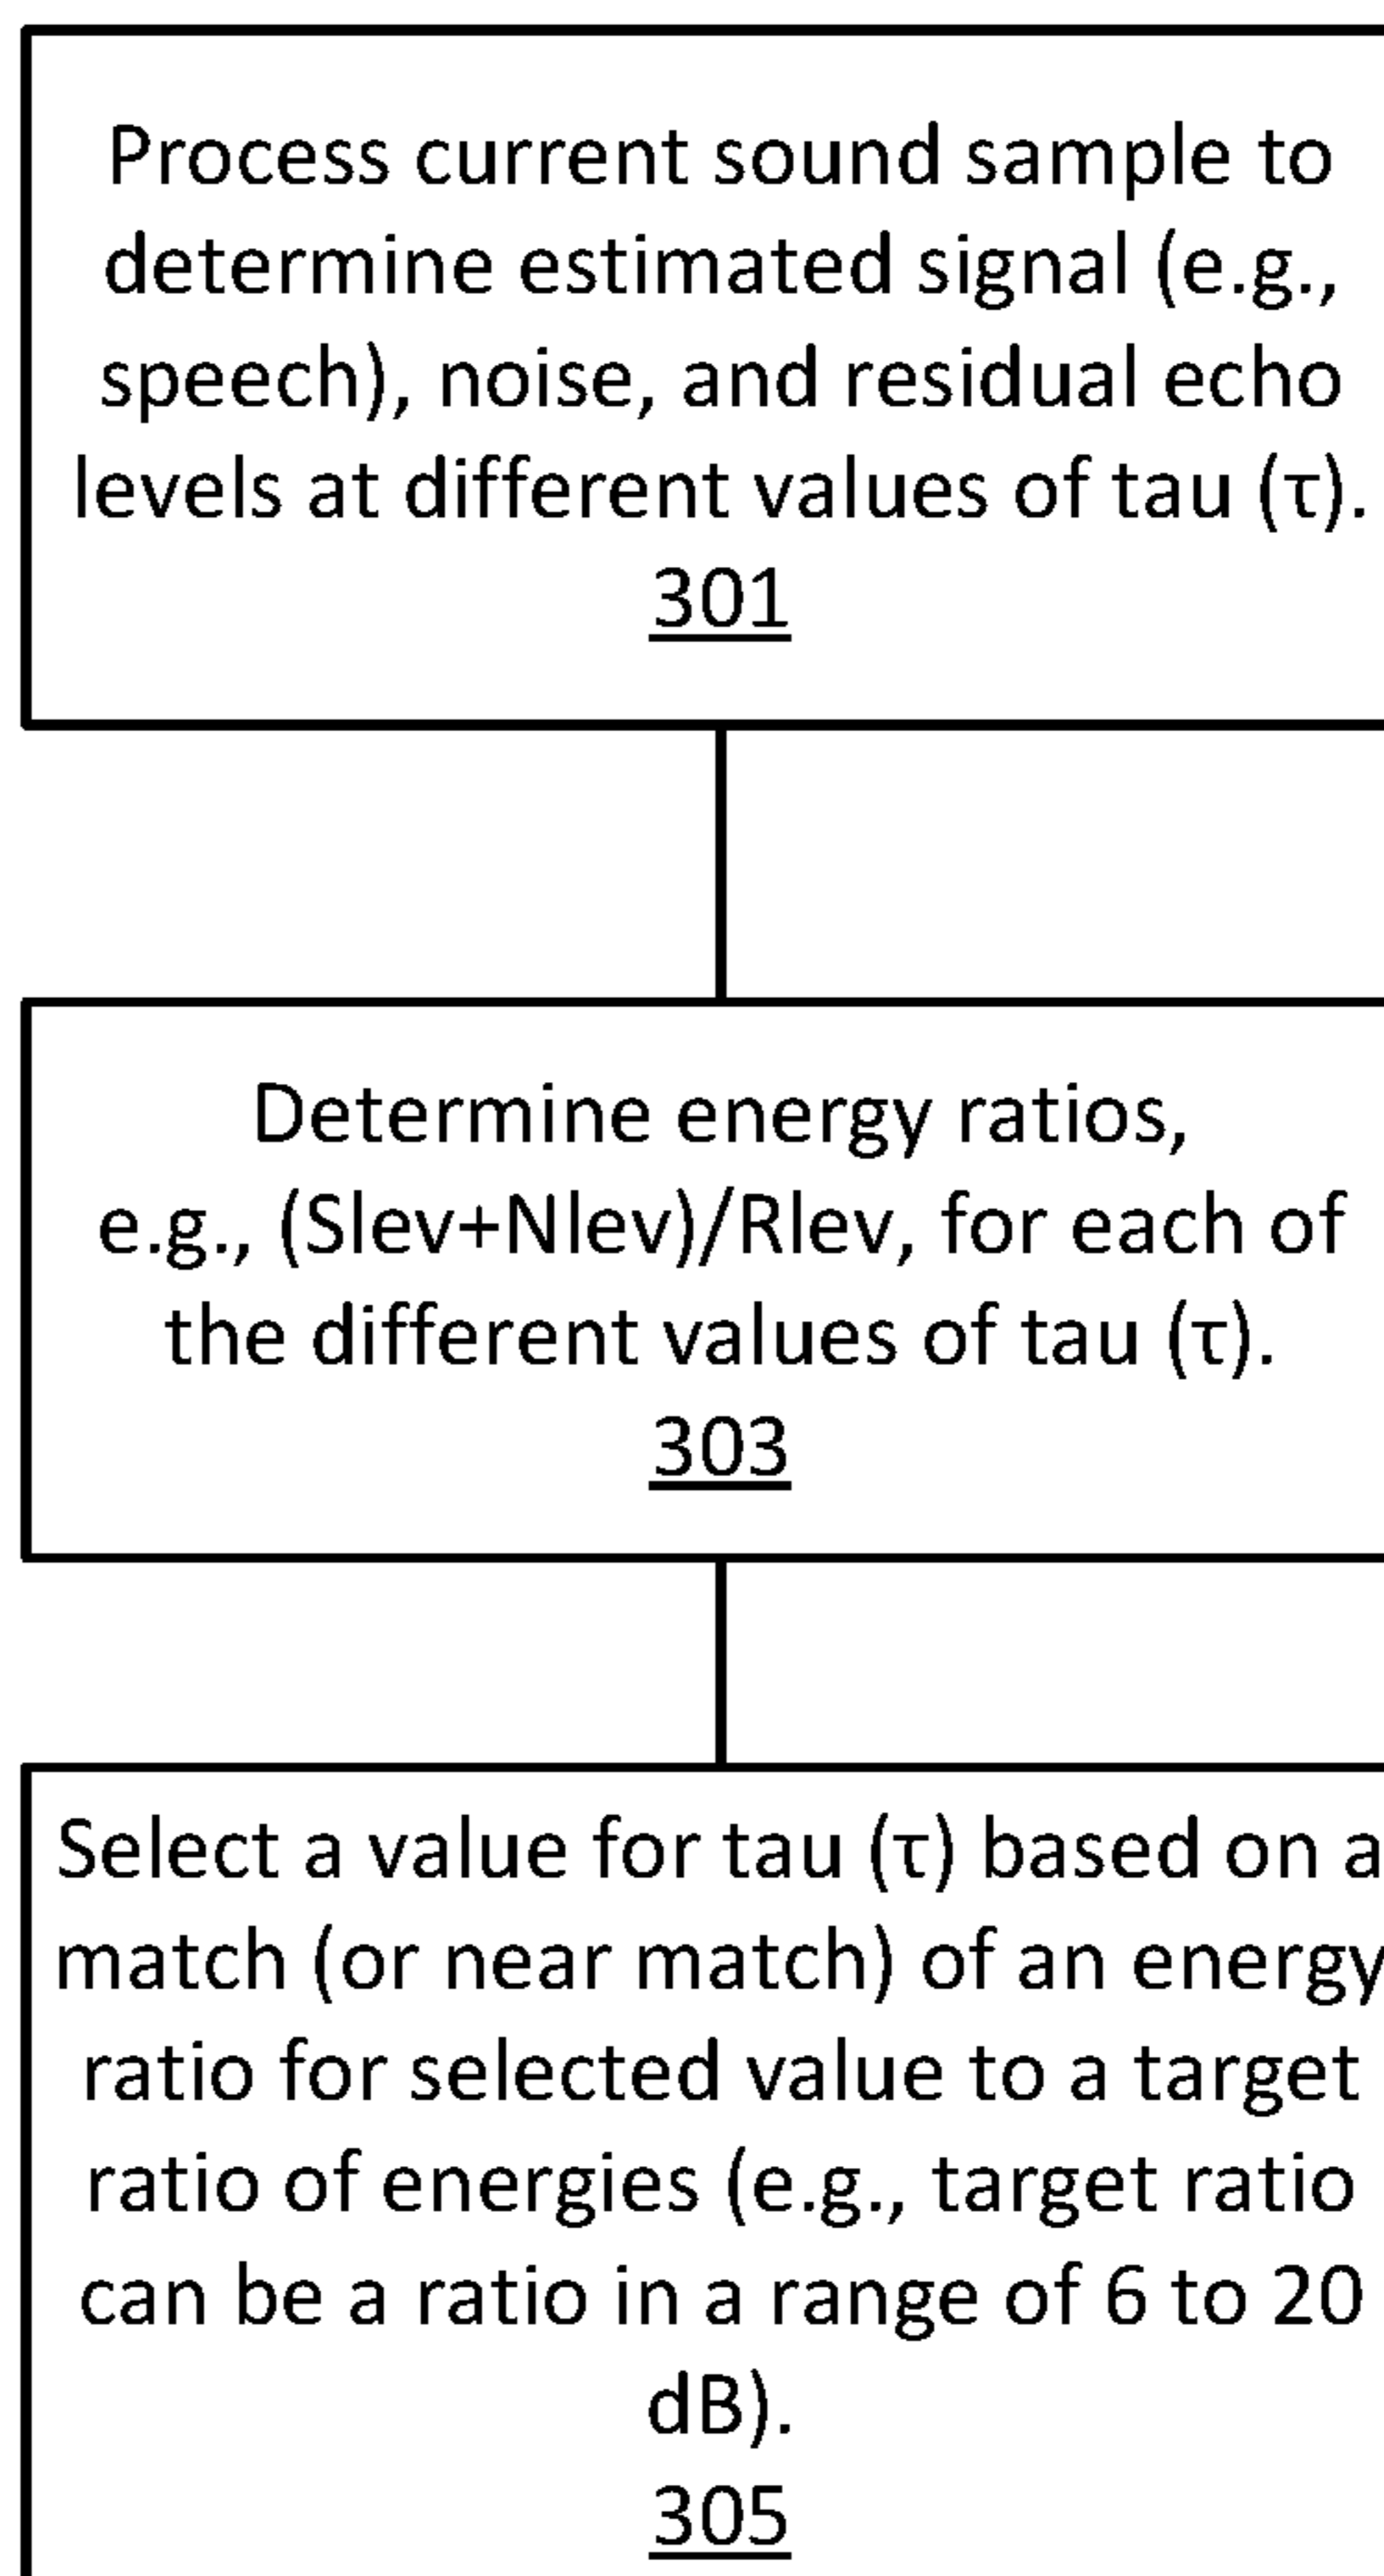 Process current sound sample to
determine estimated signal (e.g.,
speech), noise, and residual echo
levels at different values of tau (τ).
301
Determine energy ratios,
e.g., (Slev+Nlev)/Rlev, for each of
the different values of tau (τ).
303
Select a value for tau (τ) based on a
match (or near match) of an energy
ratio for selected value to a target
ratio of energies (e.g., target ratio
can be a ratio in a range of 6 to 20
dB).
305